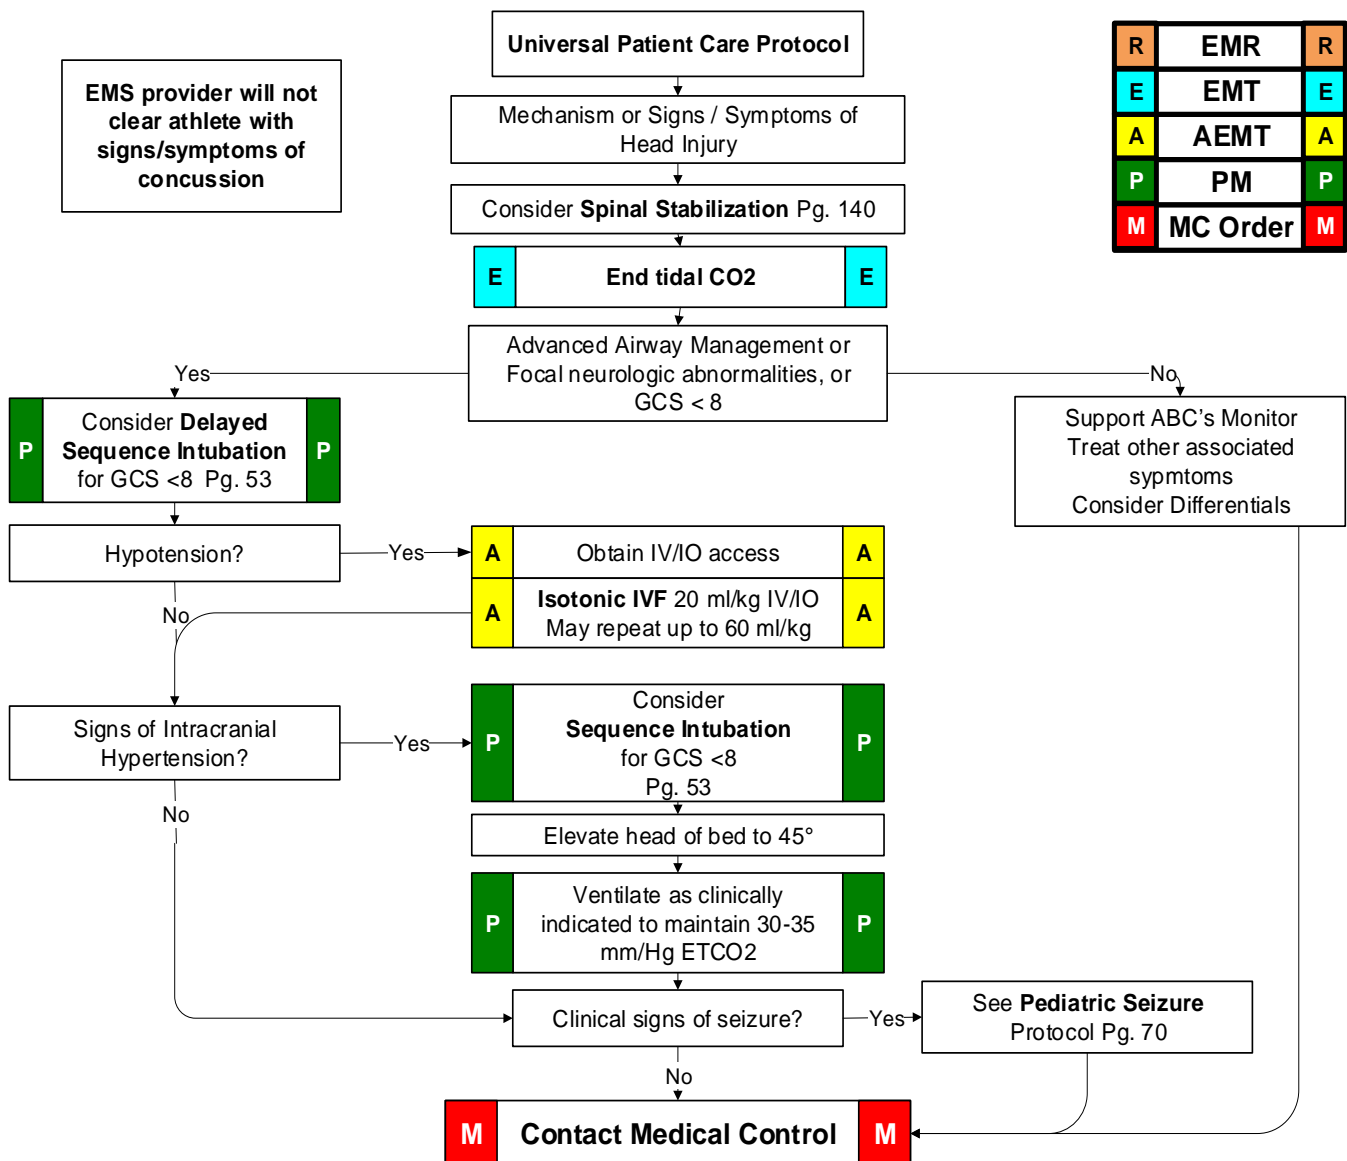 Universal Patient Care Protocol
EMS provider will not
clear athlete with
signs/symptoms of
concussion
R EMR R
E EMT E
A AEMT A
P PM P
M MC Order M
Mechanism or Signs / Symptoms of
Head Injury
Consider Spinal Stabilization Pg. 140
E End tidal CO2 E
Advanced Airway Management or
Focal neurologic abnormalities, or
GCS < 8
Yes
No
P Consider Delayed P
Sequence Intubation
for GCS <8 Pg. 53
Support ABC's Monitor
Treat other associated
sypmtoms
Consider Differentials
Hypotension?
Yes
A Obtain IV/IO access A
No
A Isotonic IVF 20 ml/kg IV/IO A
May repeat up to 60 ml/kg
Signs of Intracranial
Hypertension?
Yes
P Consider P
Sequence Intubation
for GCS <8
Pg. 53
No
Elevate head of bed to 45°
P Ventilate as clinically P
indicated to maintain 30-35
mm/Hg ETCO2
Clinical signs of seizure?
Yes
See Pediatric Seizure
Protocol Pg. 70
No
M Contact Medical Control M